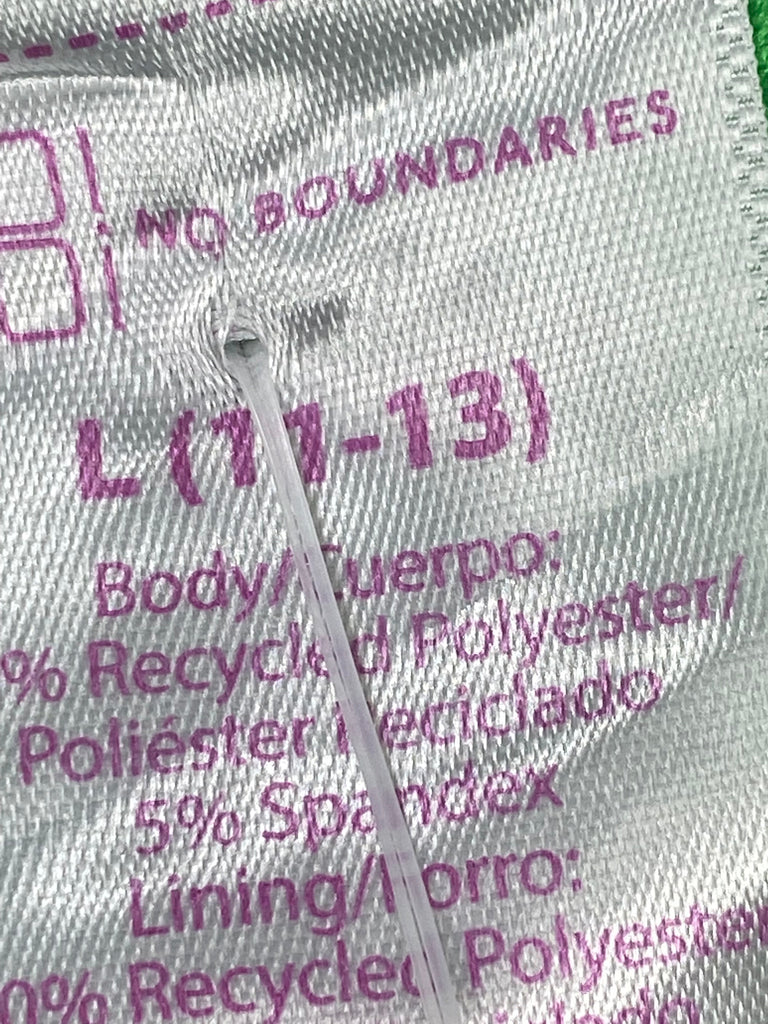 NO BOUNDARIES
L (11-13)
Body/Cuerpo:
% Recycled Polyester/
Poliéster Reciclado
5% Spandex
Lining/Forro:
0% Recycled Polyester